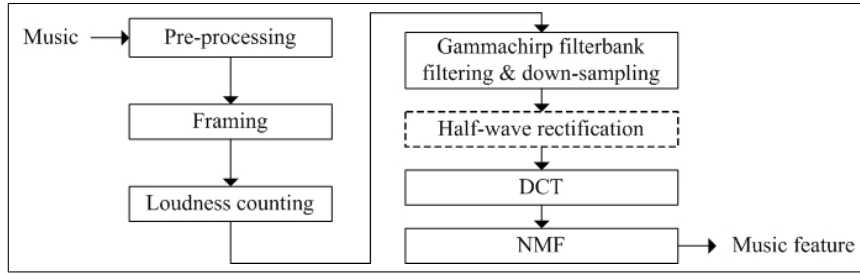 Music
Pre-processing
Framing
Loudness counting
Gammachirp filterbank
filtering & down-sampling
Half-wave rectification
DCT
NMF
Music feature